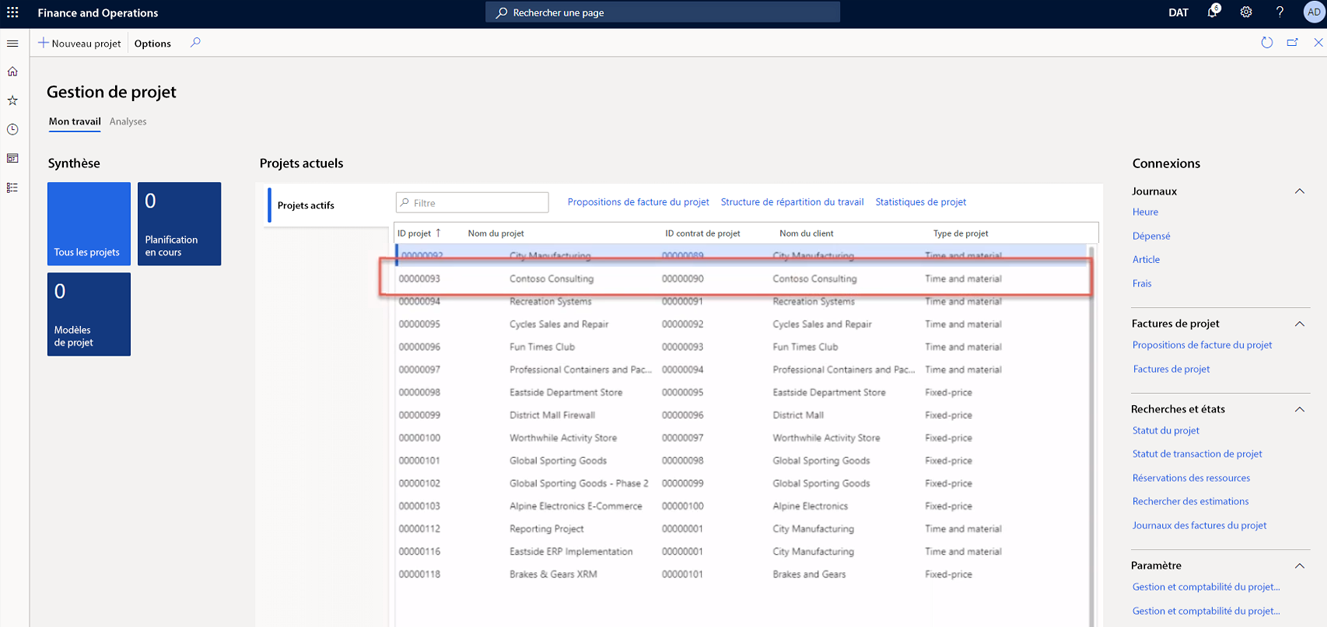 Finance and Operations
Rechercher une page
DAT
6
?
AD
Nouveau projet
Options
Gestion de projet
Mon travail Analyses
Synthèse
Tous les projets
0
Planification
en cours
0
Modèles
de projet
Projets actuels
Projets actifs
Filtre
Propositions de facture du projet Structure de répartition du travail Statistiques de projet
ID projet ↑ Nom du projet ID contrat de projet Nom du client Type de projet
00000092 City Manufacturing 00000089 City Manufacturing Time and material
00000093 Contoso Consulting 00000090 Contoso Consulting Time and material
00000094 Recreation Systems 00000091 Recreation Systems Time and material
00000095 Cycles Sales and Repair 00000092 Cycles Sales and Repair Time and material
00000096 Fun Times Club 00000093 Fun Times Club Time and material
00000097 Professional Containers and Pac... 00000094 Professional Containers and Pac... Time and material
00000098 Eastside Department Store 00000095 Eastside Department Store Fixed-price
00000099 District Mall Firewall 00000096 District Mall Fixed-price
00000100 Worthwhile Activity Store 00000097 Worthwhile Activity Store Fixed-price
00000101 Global Sporting Goods 00000098 Global Sporting Goods Fixed-price
00000102 Global Sporting Goods - Phase 2 00000099 Global Sporting Goods Fixed-price
00000103 Alpine Electronics E-Commerce 00000100 Alpine Electronics Fixed-price
00000112 Reporting Project 00000001 City Manufacturing Time and material
00000116 Eastside ERP Implementation 00000001 City Manufacturing Time and material
00000118 Brakes & Gears XRM 00000101 Brakes and Gears Fixed-price
Connexions
Journaux
Heure
Dépensé
Article
Frais
Factures de projet
Propositions de facture du projet
Factures de projet
Recherches et états
Statut du projet
Statut de transaction de projet
Réservations des ressources
Rechercher des estimations
Journaux des factures du projet
Paramètre
Gestion et comptabilité du projet...
Gestion et comptabilité du projet...